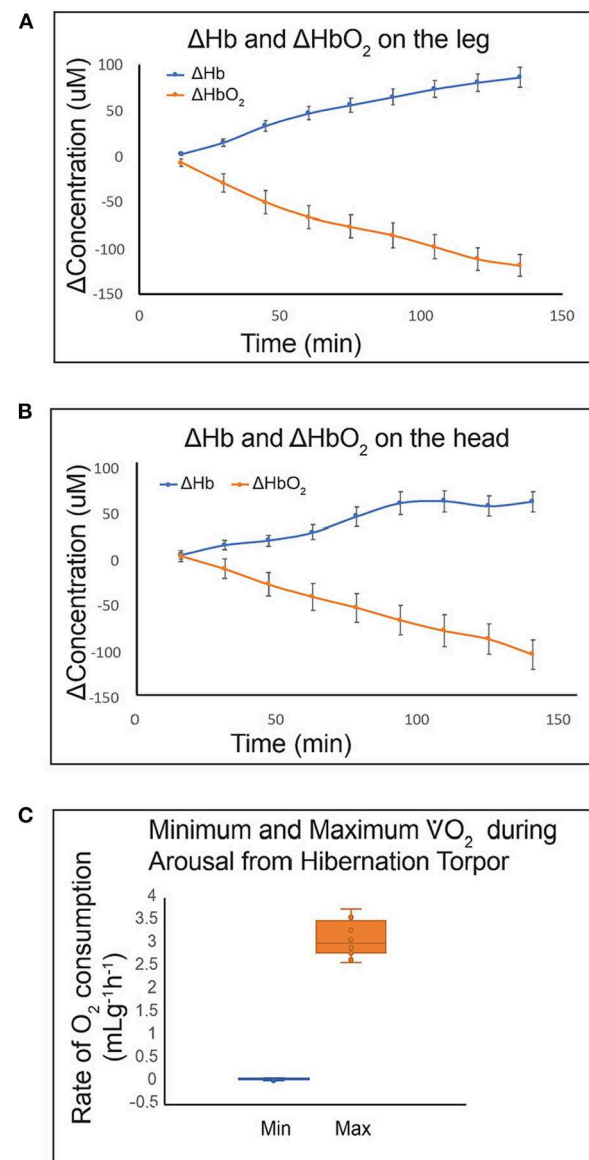 A
ΔHb and ΔHbO₂ on the leg
ΔConcentration (uM)
100
50
0
-50
-100
-150
ΔHb
ΔHbO₂
0 50 100 150
Time (min)
B
ΔHb and ΔHbO₂ on the head
ΔConcentration (uM)
100
50
0
-50
-100
-150
ΔHb ΔHbO₂
0 50 100 150
Time (min)
C
Minimum and Maximum V̇O₂ during
Arousal from Hibernation Torpor
Rate of O₂ consumption
(mLg⁻¹h⁻¹)
4
3.5
3
2.5
2
1.5
1
0.5
0
-0.5
Min Max